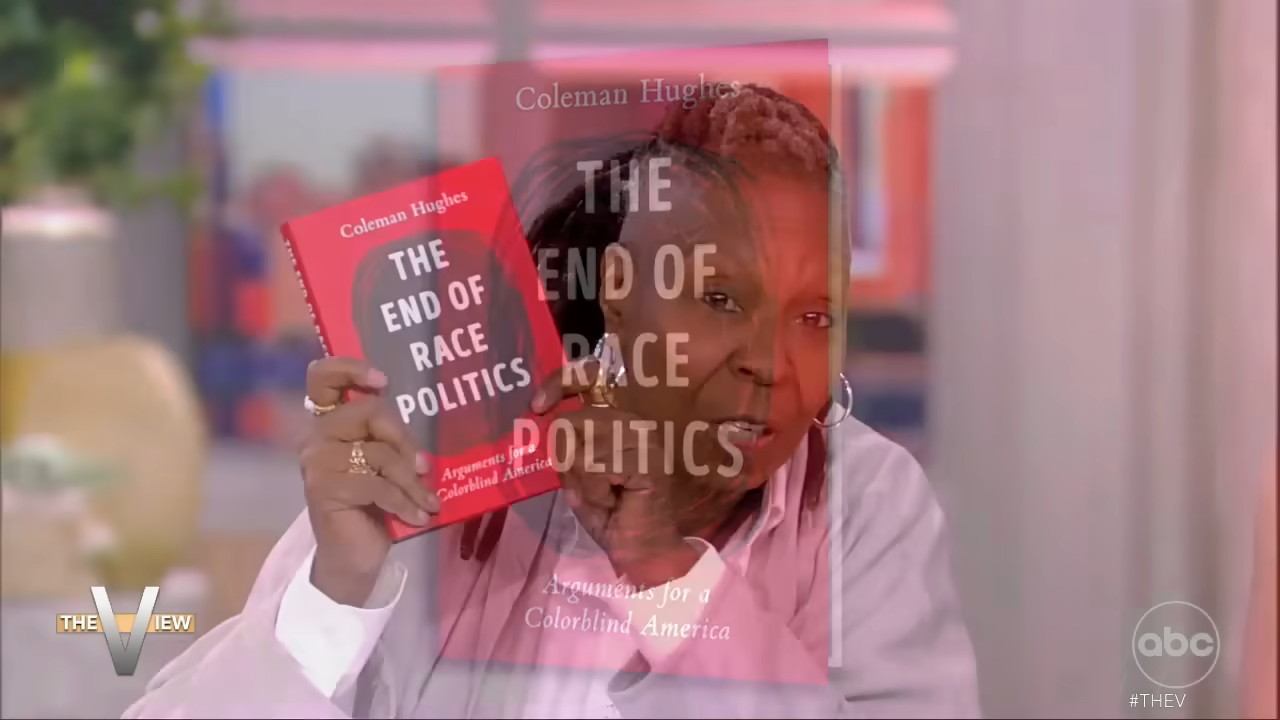 Coleman Hughes
THE
END OF
RACE
POLITICS
Arguments for a
Colorblind America
Coleman Hughes
THE
END OF
RACE
POLITICS
Arguments for a
Colorblind America
THE VIEW
abc
#THEV